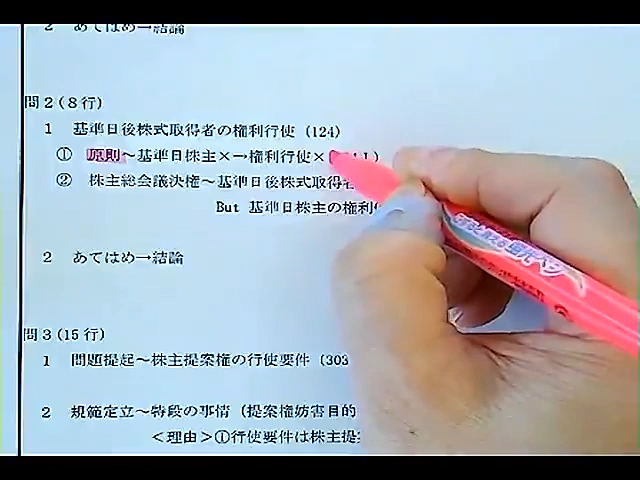 2 あてはめ→結論
問2(8行)
1 基準日後株式取得者の権利行使 (124)
① 原則~基準日株主×→権利行使×
② 株主総会議決権~基準日後株式取得者
But 基準日株主の権利
2 あてはめ→結論
問3(15行)
1 問題提起~株主提案権の行使要件 (303
2 規範定立~特段の事情 (提案権妨害目的
<理由>①行使要件は株主提